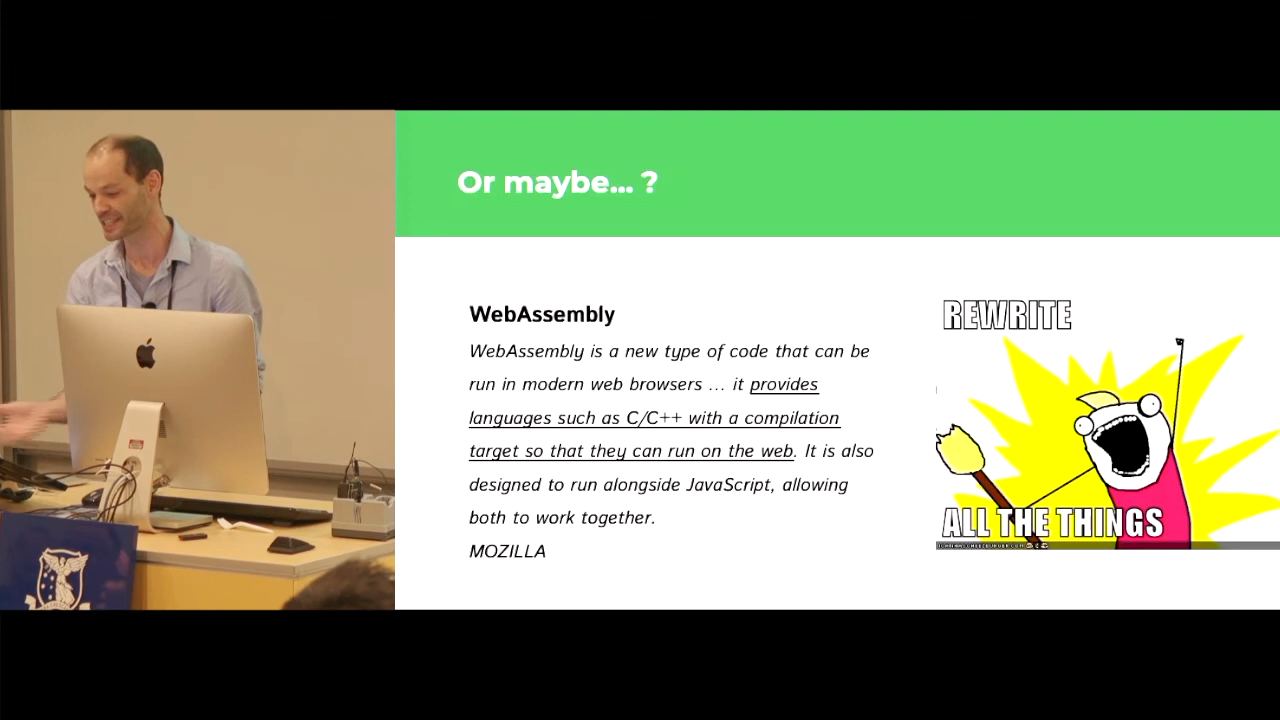 Or maybe... ?
WebAssembly
WebAssembly is a new type of code that can be
run in modern web browsers … it provides
languages such as C/C++ with a compilation
target so that they can run on the web. It is also
designed to run alongside JavaScript, allowing
both to work together.
MOZILLA
REWRITE
ALL THE THINGS